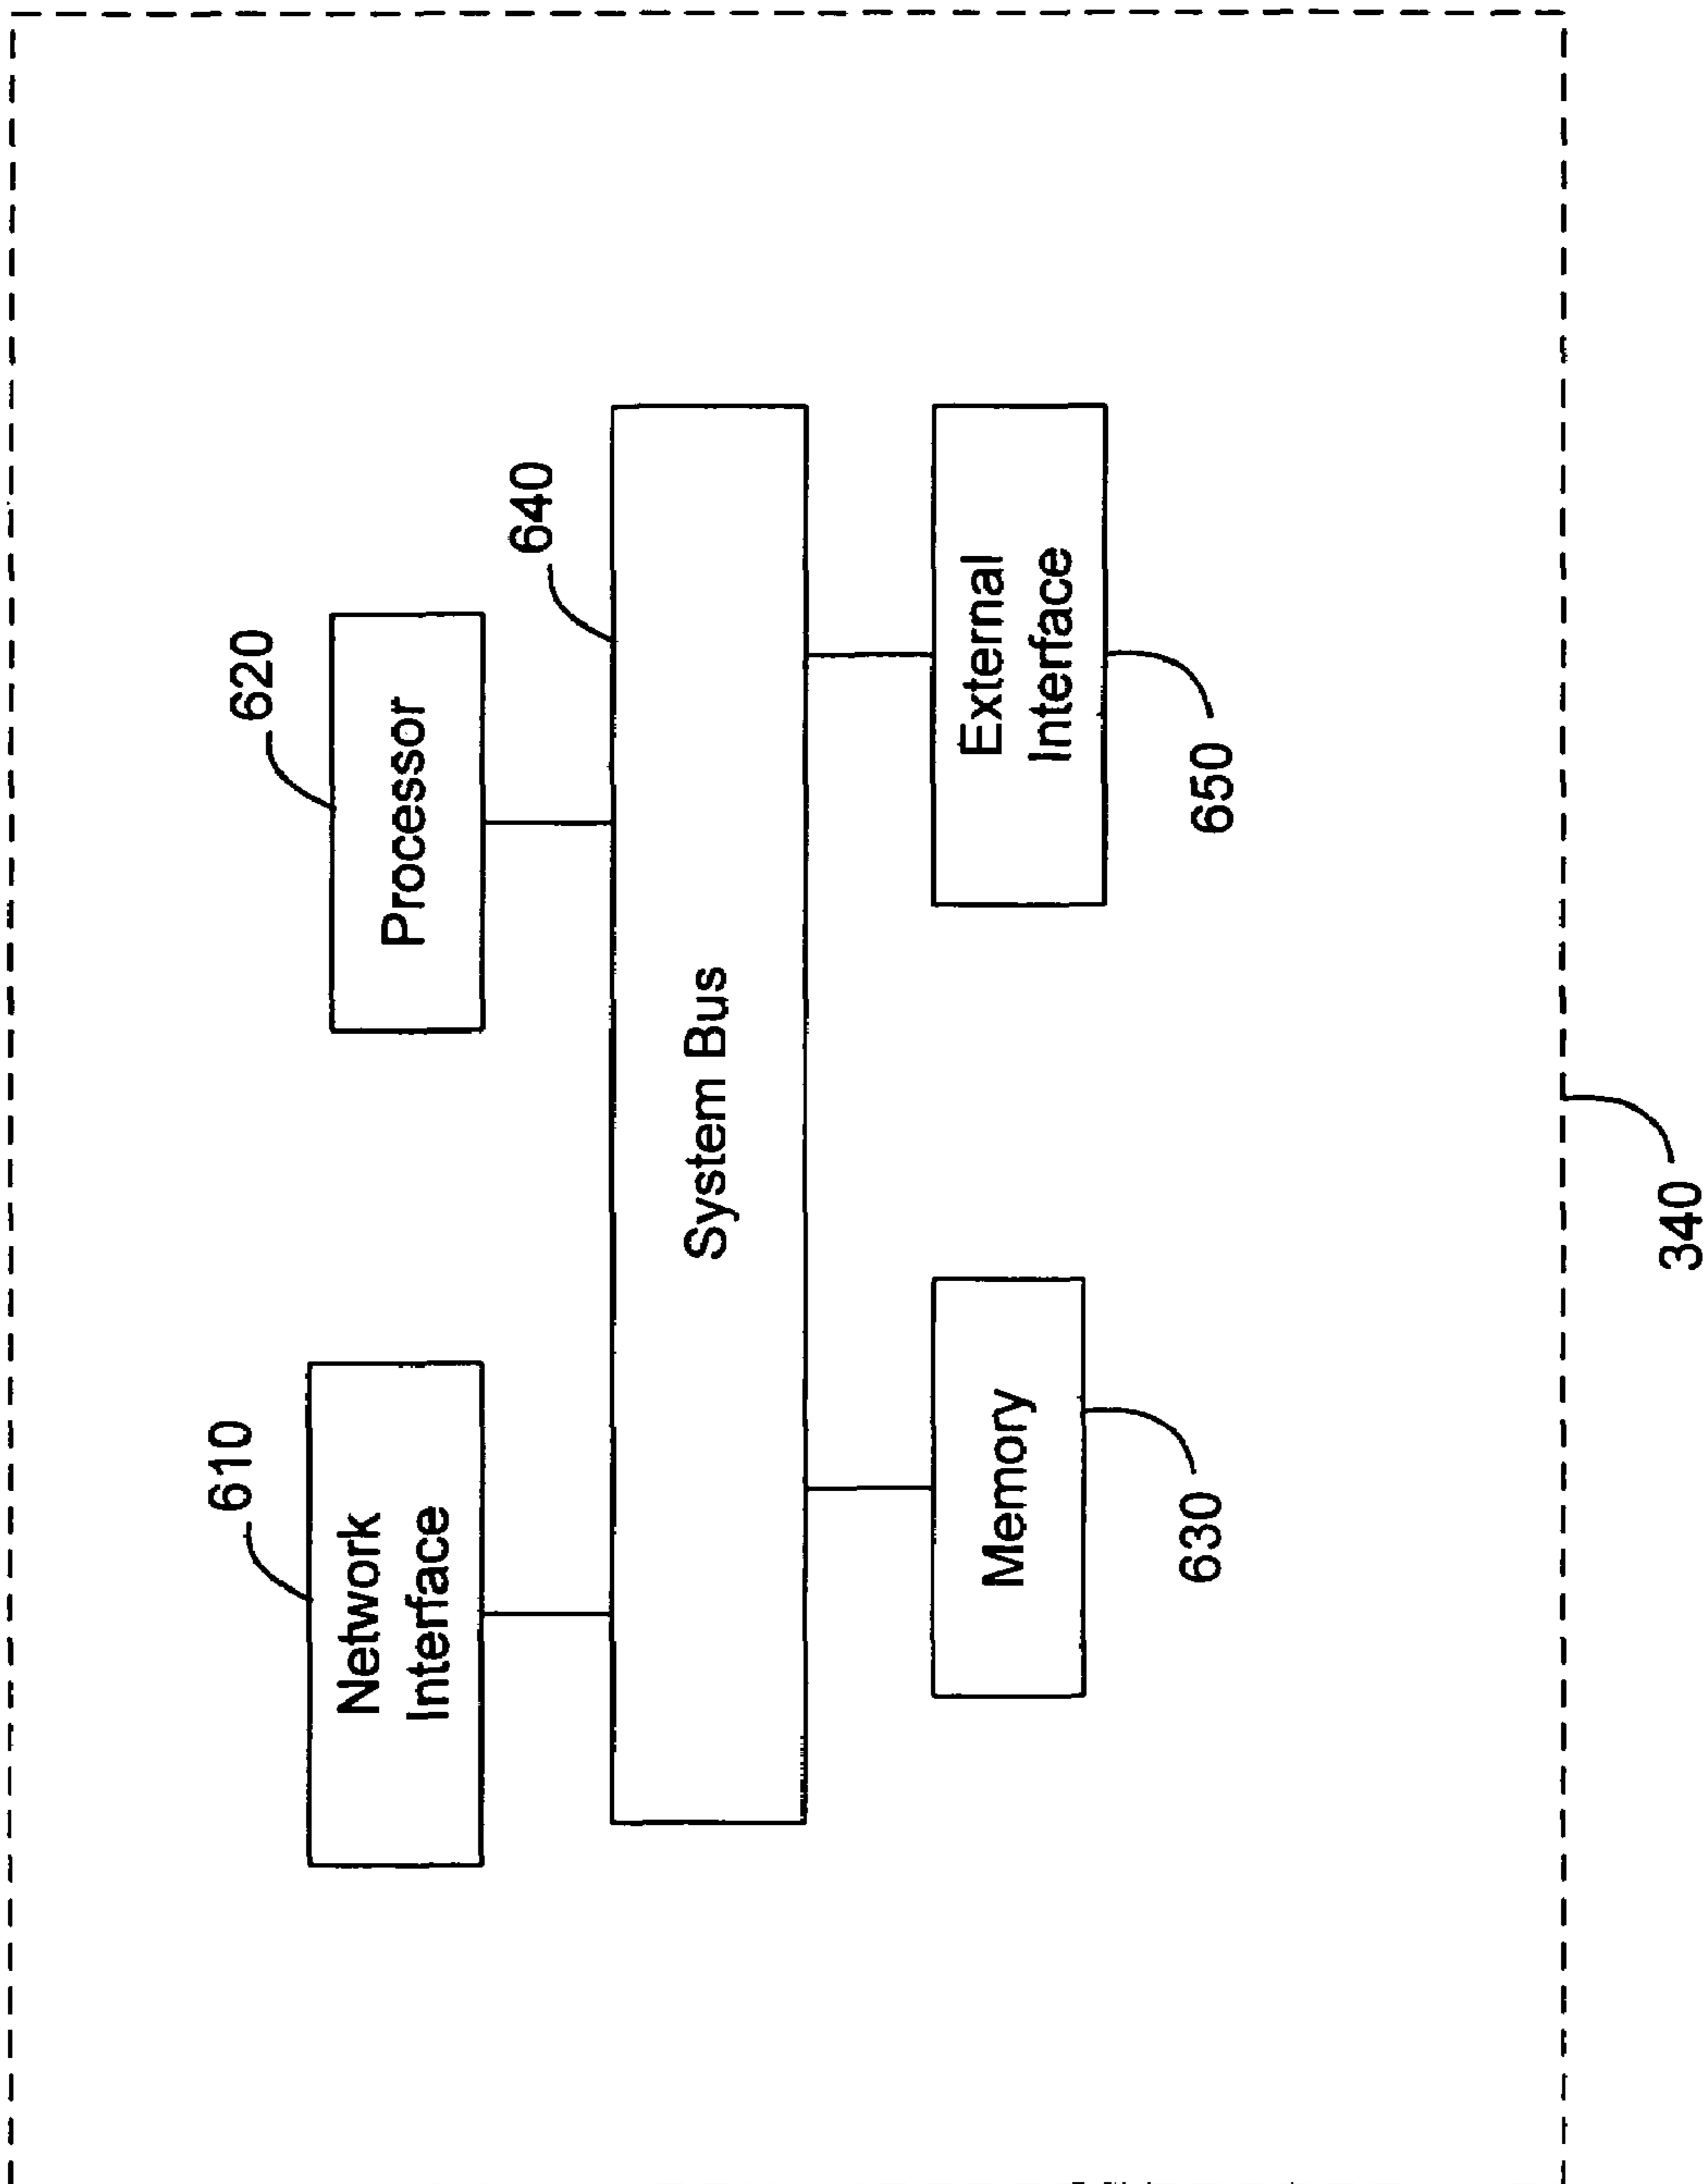 610
Network
Interface
620
Processor
640
System Bus
Memory
630
External
Interface
650
340